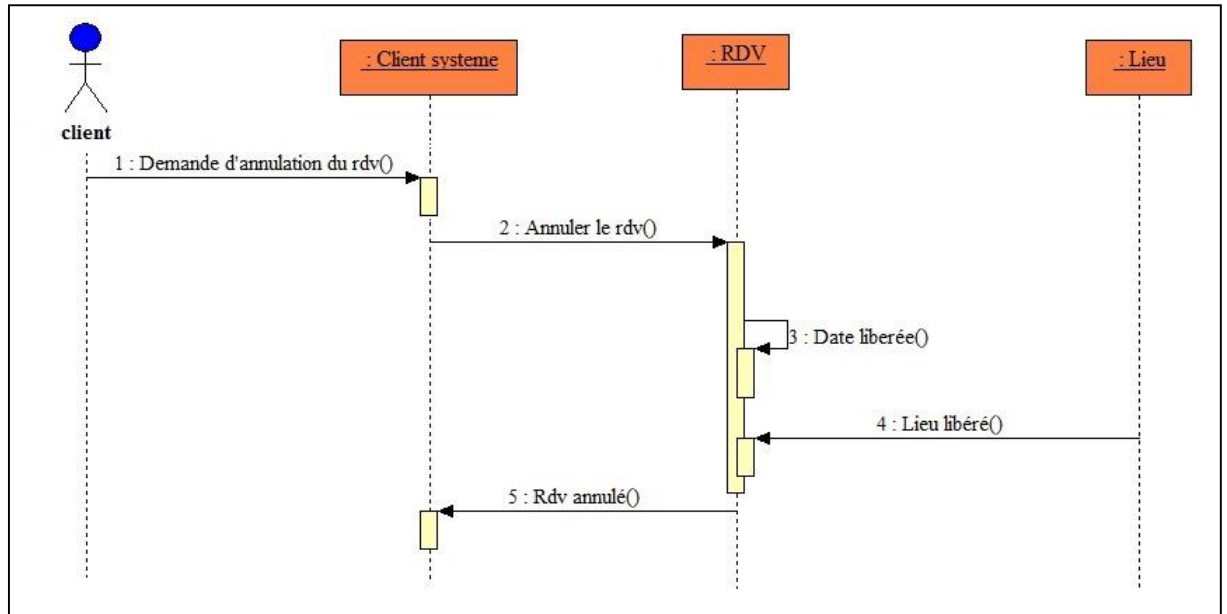 : Client systeme
: RDV
: Lieu
client
1 : Demande d'annulation du rdv()
2 : Annuler le rdv()
3 : Date liberée()
4 : Lieu libéré()
5 : Rdv annulé()